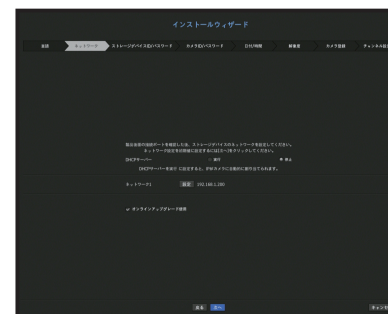 インストールウィザード
言語
ネットワーク
ストレージデバイスID/パスワード
カメラID/パスワード
日付/時間
解像度
カメラ登録
チャンネル設
製品後面の接続ポートを確認した後、ストレージデバイスのネットワークを設定してください。
ネットワーク設定を初期値に設定するには[次へ]をクリックしてください。
DHCPサーバー
実行
停止
DHCPサーバーを実行 に設定すると、IPがカメラに自動的に割り当てられます。
ネットワーク1
設定
192.168.1.200
オンラインアップグレード使用
戻る
次へ
キャンセ